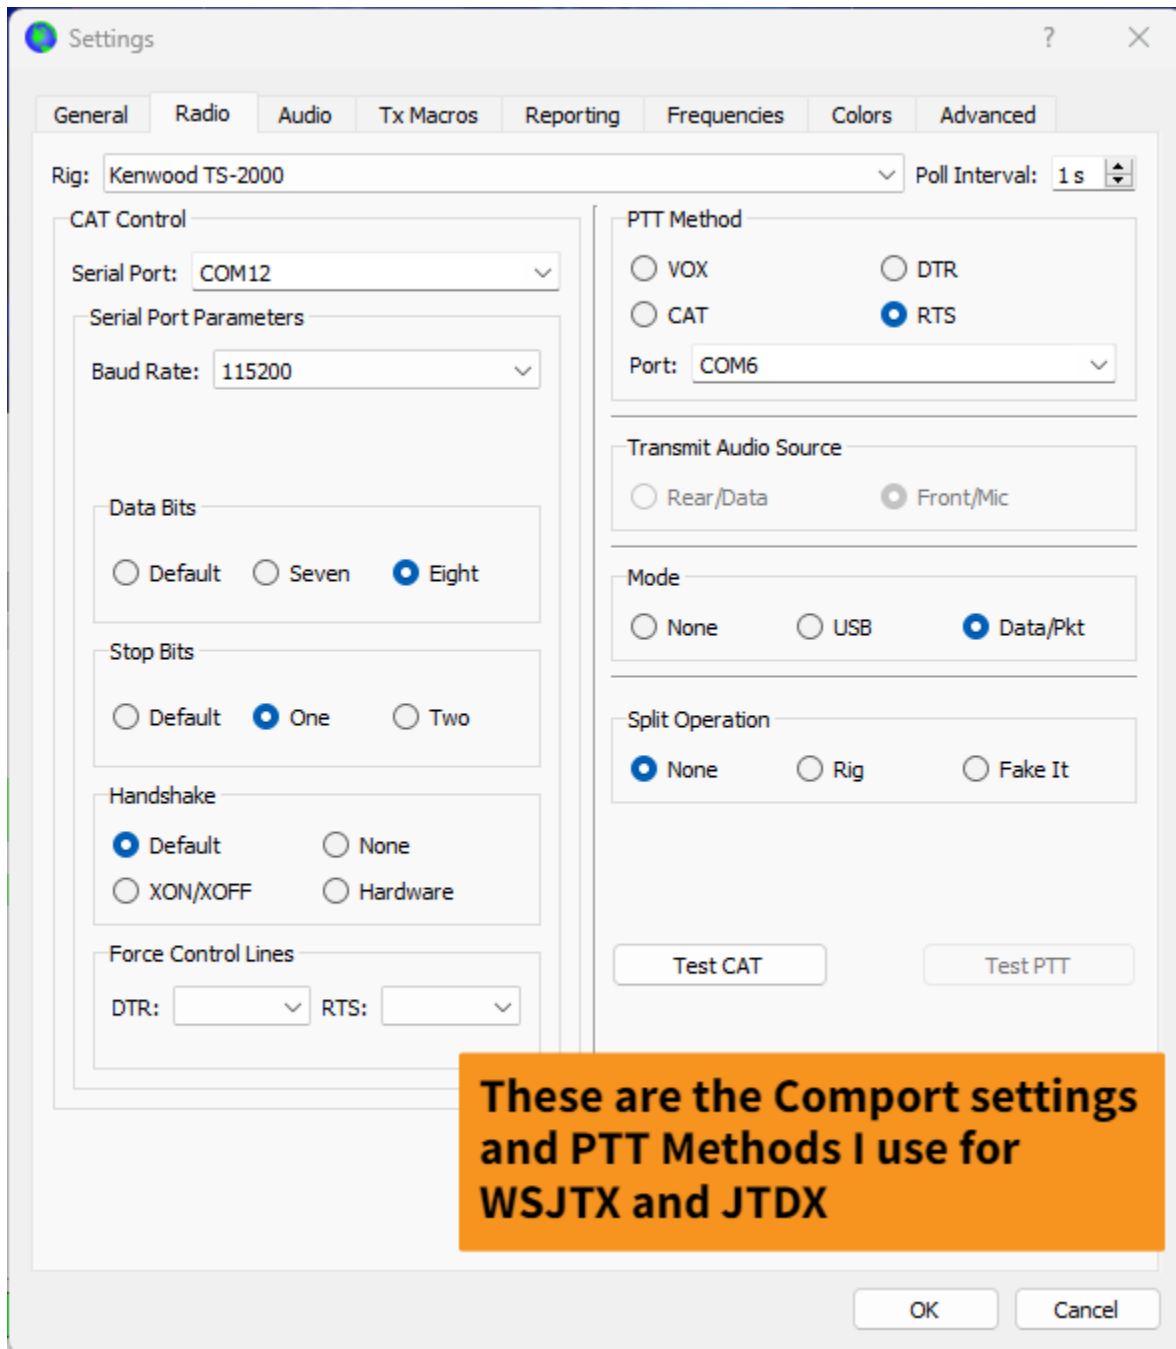 Settings
?
General Radio Audio Tx Macros Reporting Frequencies Colors Advanced
Rig: Kenwood TS-2000 Poll Interval: 1 s
CAT Control
Serial Port: COM12
Serial Port Parameters
Baud Rate: 115200
Data Bits
Default Seven Eight
Stop Bits
Default One Two
Handshake
Default None
XON/XOFF Hardware
Force Control Lines
DTR: RTS:
PTT Method
VOX DTR
CAT RTS
Port: COM6
Transmit Audio Source
Rear/Data Front/Mic
Mode
None USB Data/Pkt
Split Operation
None Rig Fake It
Test CAT Test PTT
These are the Comport settings
and PTT Methods I use for
WSJTX and JTDX
OK Cancel